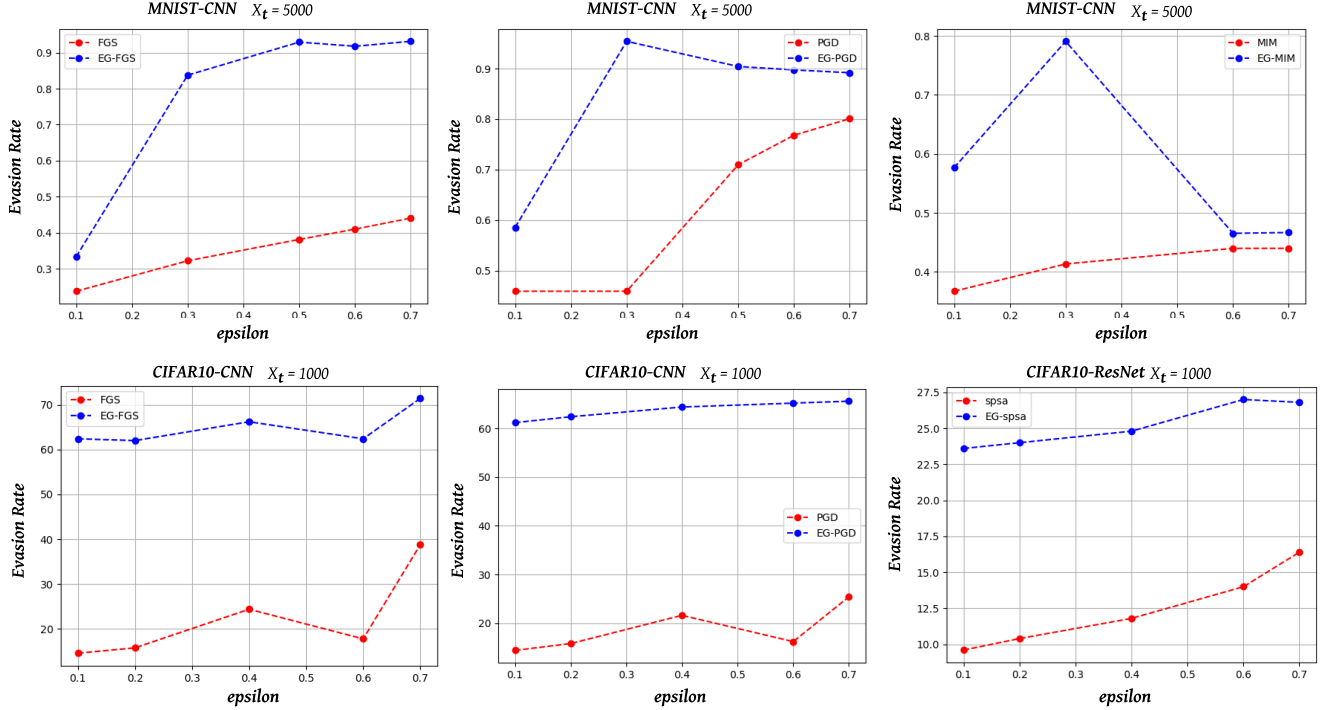 MNIST-CNN X_t = 5000
FGS
EG-FGS
0.9
0.8
0.7
0.6
0.5
0.4
0.3
Evasion Rate
0.1 0.2 0.3 0.4 0.5 0.6 0.7
epsilon
MNIST-CNN X_t = 5000
PGD
EG-PGD
0.9
0.8
0.7
0.6
0.5
Evasion Rate
0.1 0.2 0.3 0.4 0.5 0.6 0.7
epsilon
MNIST-CNN X_t = 5000
MIM
EG-MIM
0.8
0.7
0.6
0.5
0.4
Evasion Rate
0.1 0.2 0.3 0.4 0.5 0.6 0.7
epsilon
CIFAR10-CNN X_t = 1000
FGS
EG-FGS
70
60
50
40
30
20
Evasion Rate
0.1 0.2 0.3 0.4 0.5 0.6 0.7
epsilon
CIFAR10-CNN X_t = 1000
PGD
EG-PGD
60
50
40
30
20
Evasion Rate
0.1 0.2 0.3 0.4 0.5 0.6 0.7
epsilon
CIFAR10-ResNet X_t = 1000
spsa
EG-spsa
27.5
25.0
22.5
20.0
17.5
15.0
12.5
10.0
Evasion Rate
0.1 0.2 0.3 0.4 0.5 0.6 0.7
epsilon